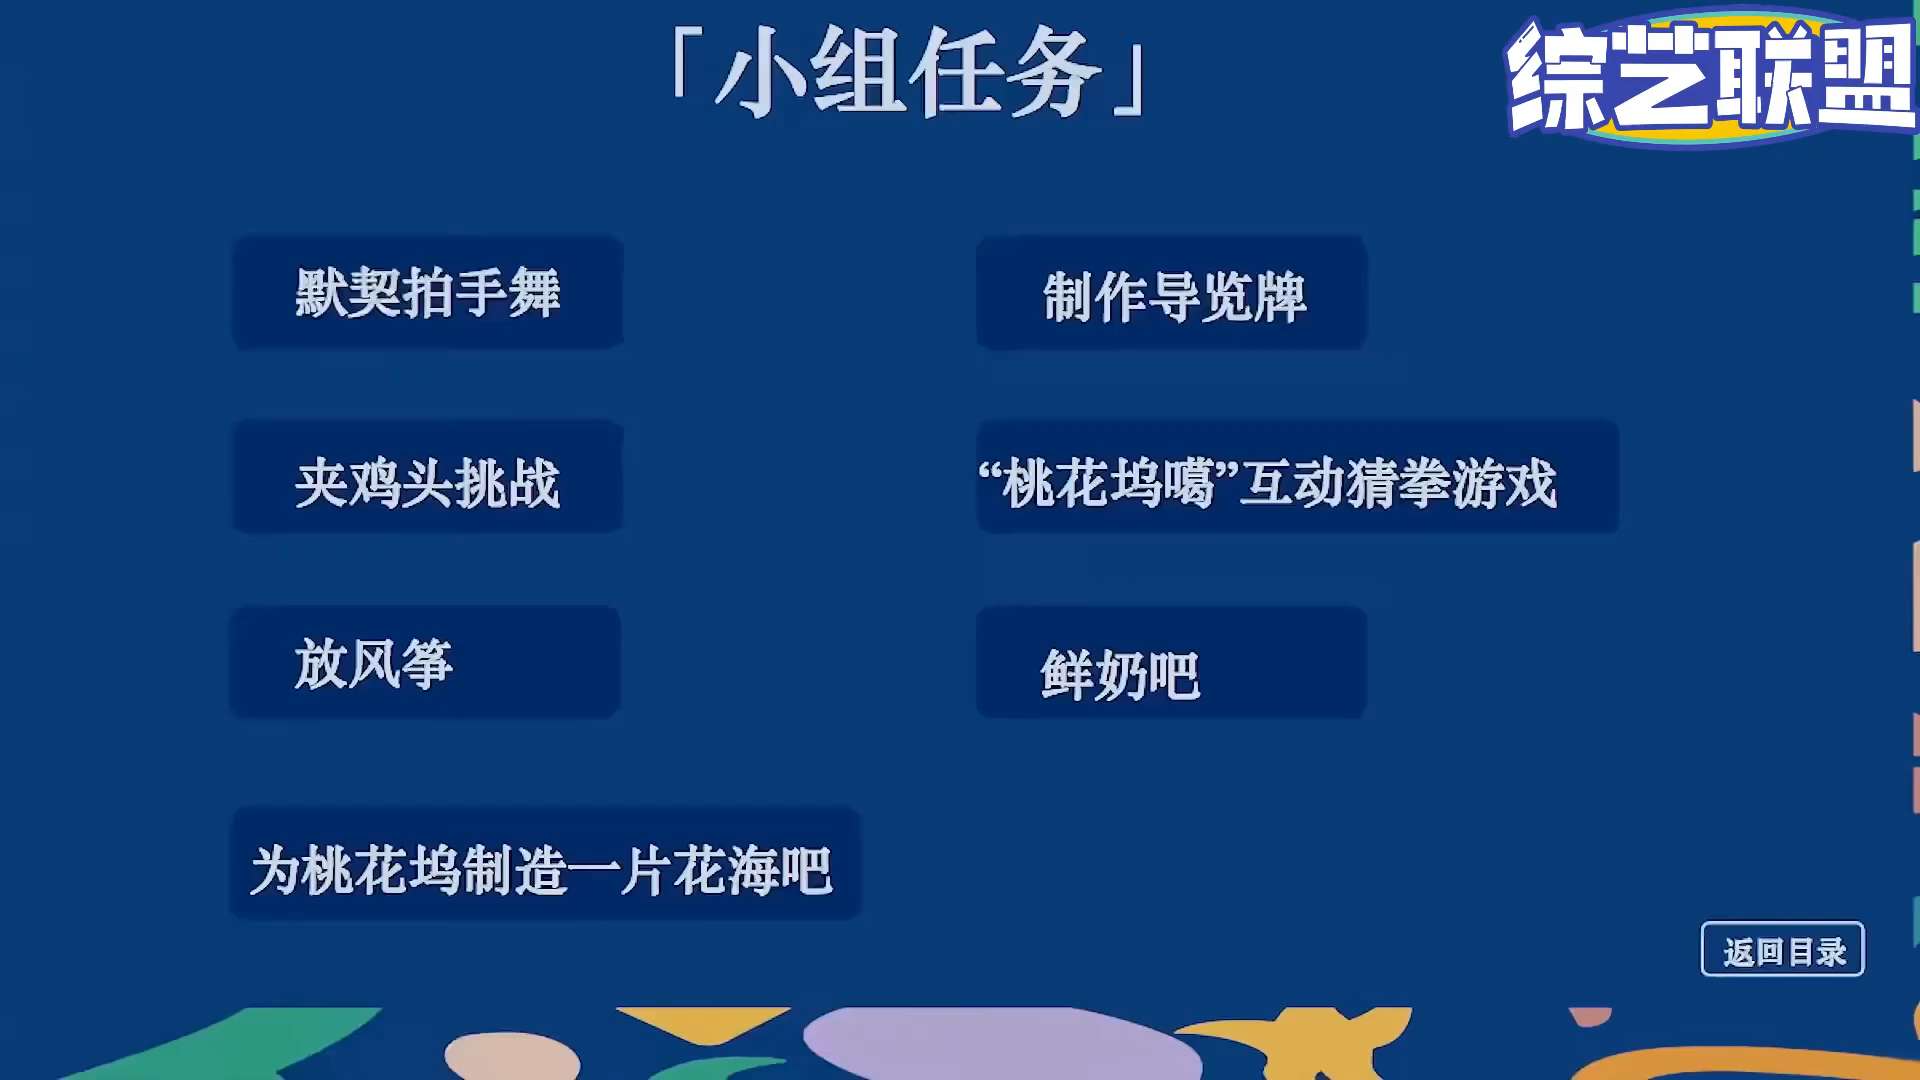 「小组任务」
综艺联盟
默契拍手舞
制作导览牌
夹鸡头挑战
“桃花坞噶”互动猜拳游戏
放风筝
鲜奶吧
为桃花坞制造一片花海吧
返回目录